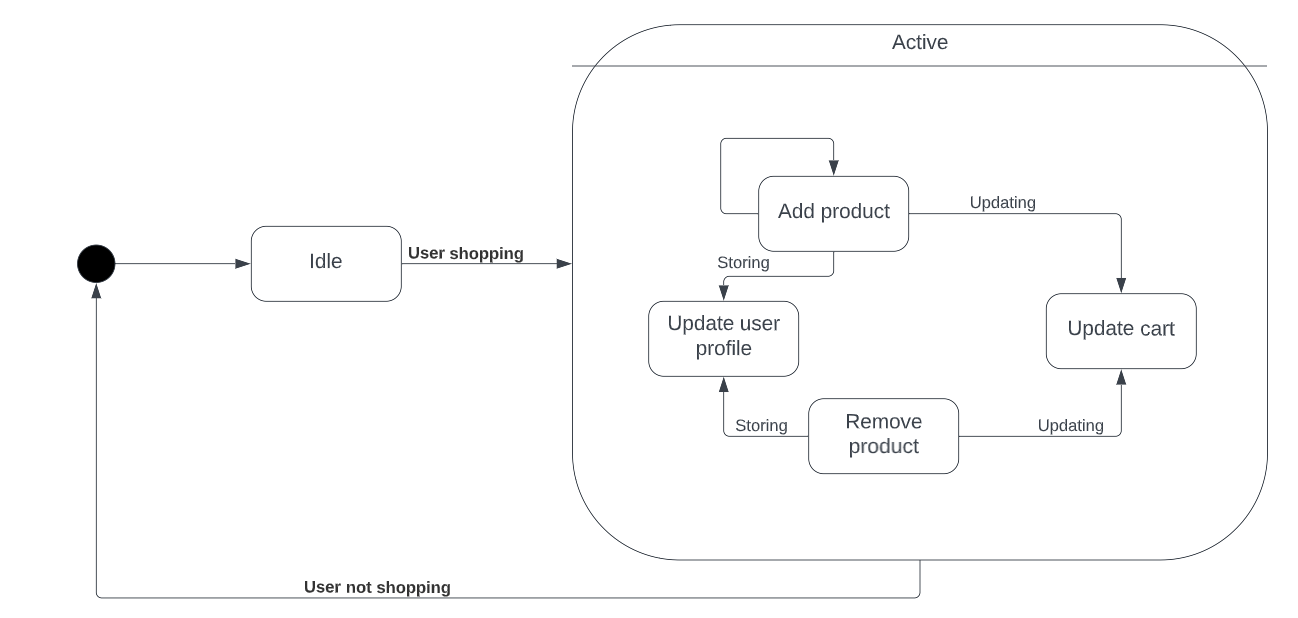 Active
Add product
Updating
Idle
User shopping
Storing
Update user
profile
Update cart
Remove
product
Storing
Updating
User not shopping